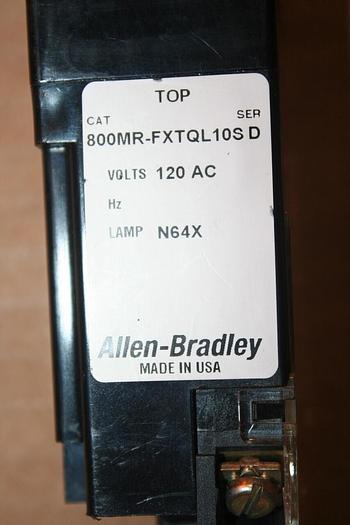 TOP
CAT SER
800MR-FXTQL10S D
VOLTS 120 AC
Hz
LAMP N64X
Allen-Bradley
MADE IN USA